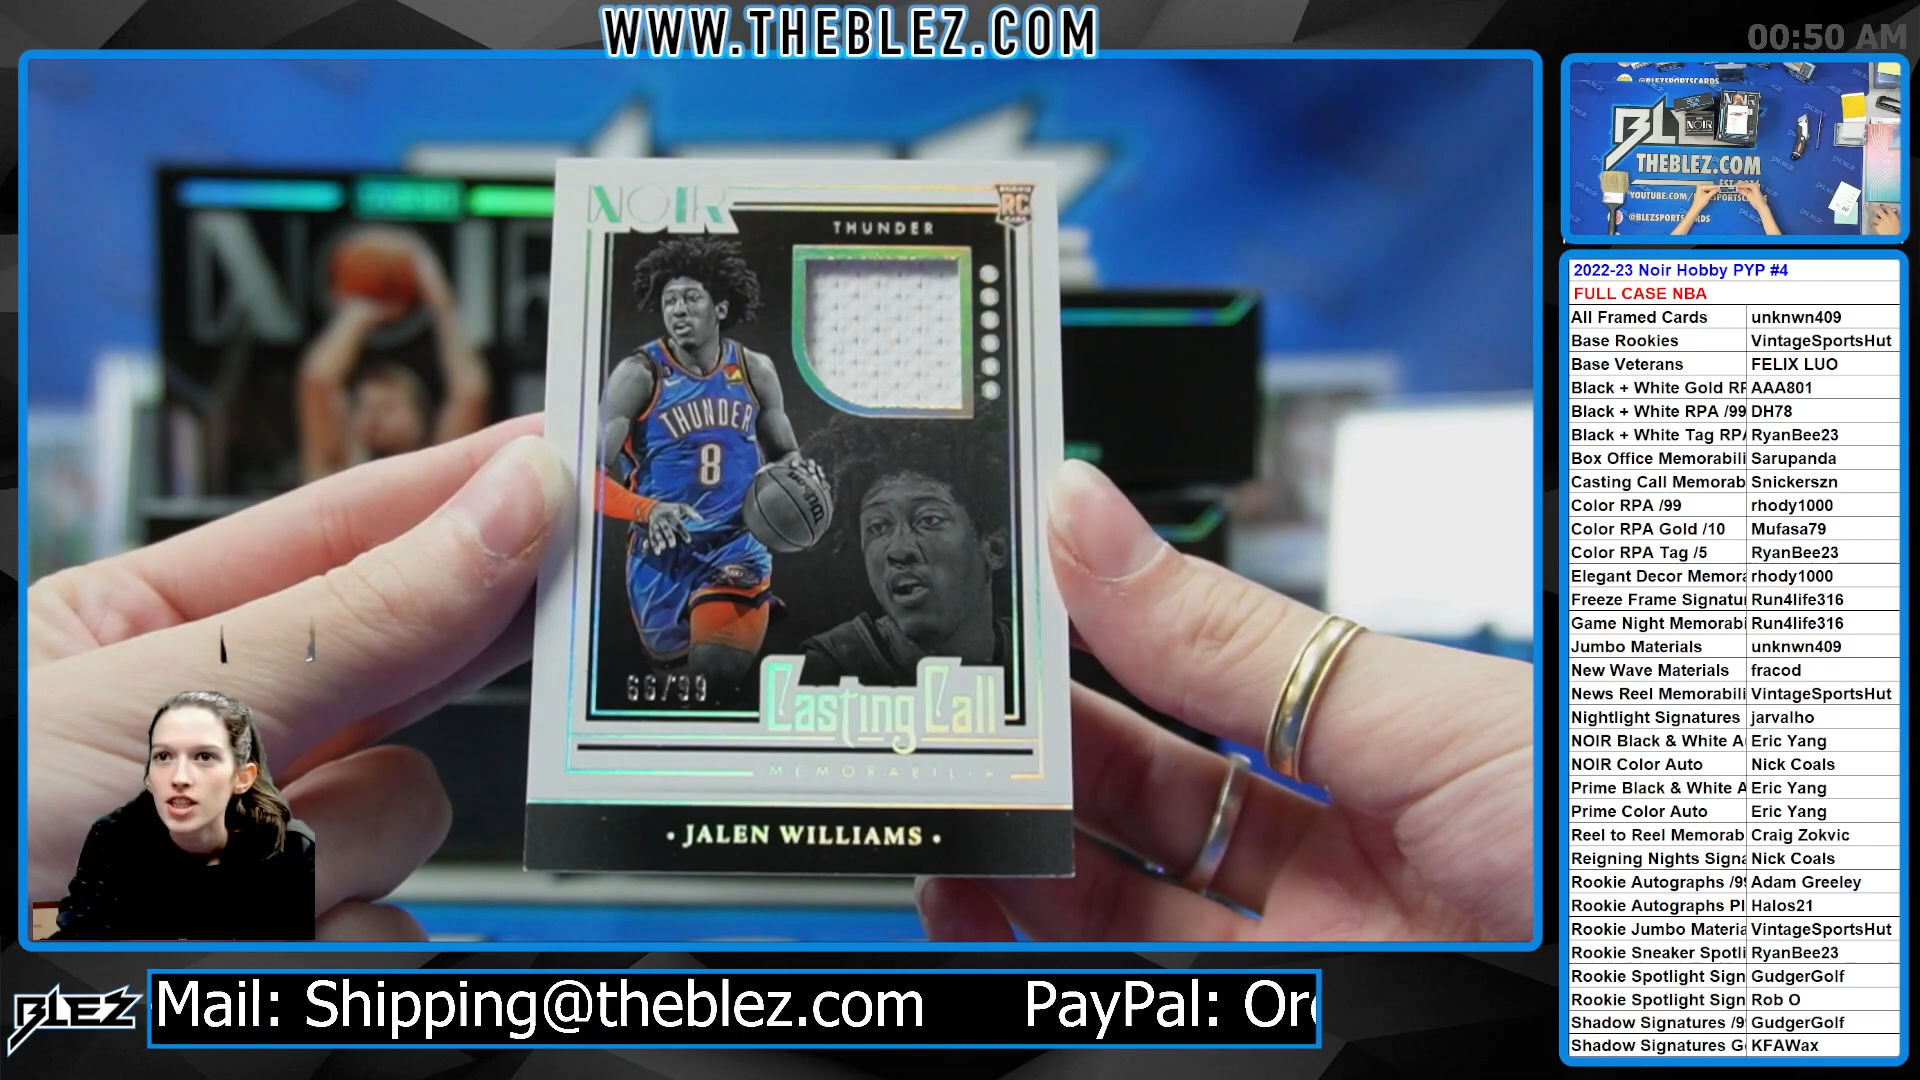 WWW.THEBLEZ.COM
00:50 AM
NOIR
RC
THUNDER
THUNDER
8
66/99
Casting Call
MEMORABILIA
• JALEN WILLIAMS •
BLEZ
Mail: Shipping@theblez.com PayPal: Or
@BLEZSPORTSCARDS
NOIR
THEBLEZ.COM
2022-23 Noir Hobby PYP #4
FULL CASE NBA
All Framed Cards unknwn409
Base Rookies VintageSportsHut
Base Veterans FELIX LUO
Black + White Gold RP AAA801
Black + White RPA /99 DH78
Black + White Tag RPA RyanBee23
Box Office Memorabili Sarupanda
Casting Call Memorab Snickerszn
Color RPA /99 rhody1000
Color RPA Gold /10 Mufasa79
Color RPA Tag /5 RyanBee23
Elegant Decor Memora rhody1000
Freeze Frame Signatu Run4life316
Game Night Memorabi Run4life316
Jumbo Materials unknwn409
New Wave Materials fracod
News Reel Memorabili VintageSportsHut
Nightlight Signatures jarvalho
NOIR Black & White A Eric Yang
NOIR Color Auto Nick Coals
Prime Black & White A Eric Yang
Prime Color Auto Eric Yang
Reel to Reel Memorab Craig Zokvic
Reigning Nights Signa Nick Coals
Rookie Autographs /99 Adam Greeley
Rookie Autographs Pl Halos21
Rookie Jumbo Materia VintageSportsHut
Rookie Sneaker Spotli RyanBee23
Rookie Spotlight Sign GudgerGolf
Rookie Spotlight Sign Rob O
Shadow Signatures /9 GudgerGolf
Shadow Signatures G KFAWax